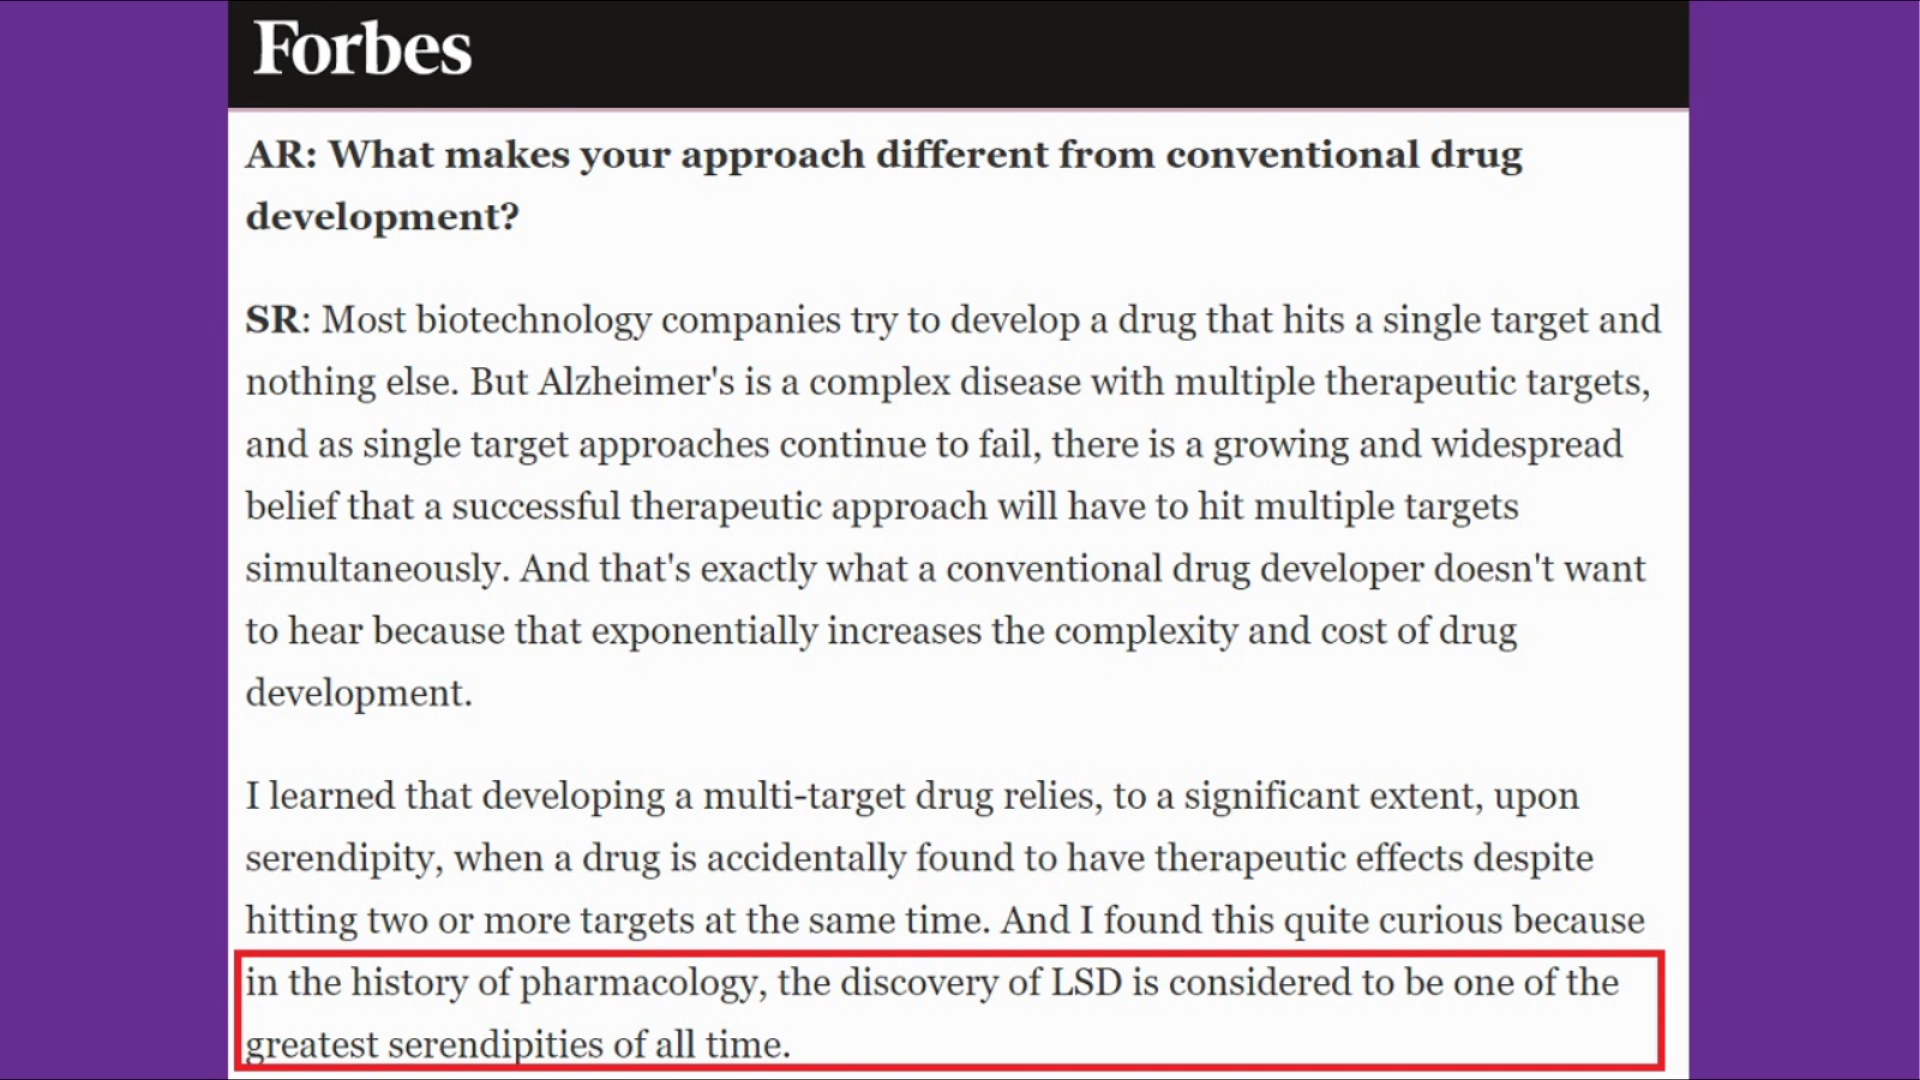 Forbes
AR: What makes your approach different from conventional drug
development?
SR: Most biotechnology companies try to develop a drug that hits a single target and
nothing else. But Alzheimer's is a complex disease with multiple therapeutic targets,
and as single target approaches continue to fail, there is a growing and widespread
belief that a successful therapeutic approach will have to hit multiple targets
simultaneously. And that's exactly what a conventional drug developer doesn't want
to hear because that exponentially increases the complexity and cost of drug
development.
I learned that developing a multi-target drug relies, to a significant extent, upon
serendipity, when a drug is accidentally found to have therapeutic effects despite
hitting two or more targets at the same time. And I found this quite curious because
in the history of pharmacology, the discovery of LSD is considered to be one of the
greatest serendipities of all time.